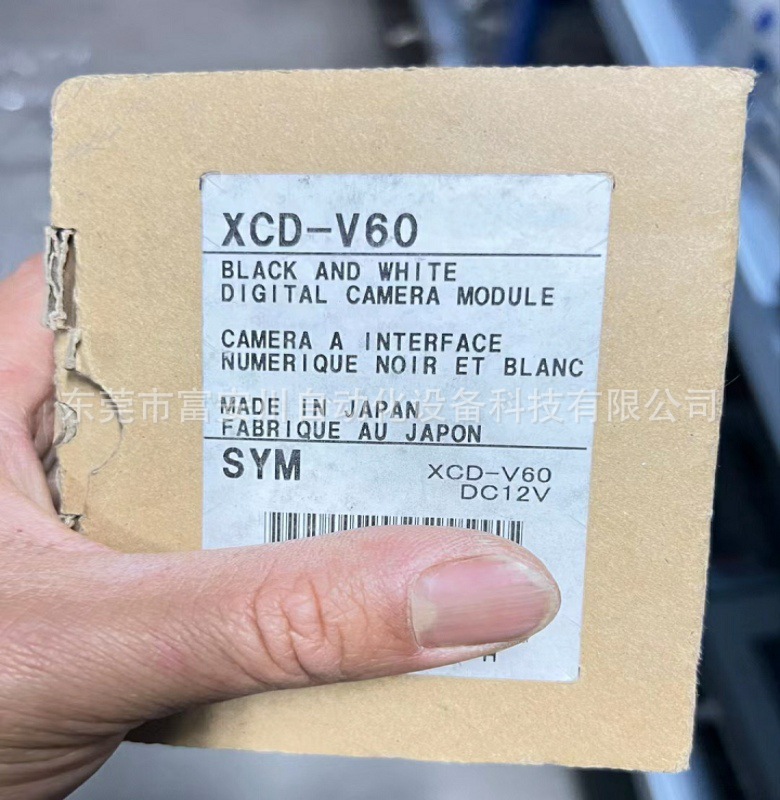 XCD-V60
BLACK AND WHITE
DIGITAL CAMERA MODULE
CAMERA A INTERFACE
NUMERIQUE NOIR ET BLANC
东莞市富 川自动化设备科技有限公司
MADE IN JAPAN
FABRIQUE AU JAPON
SYM
XCD-V60
DC12V
H